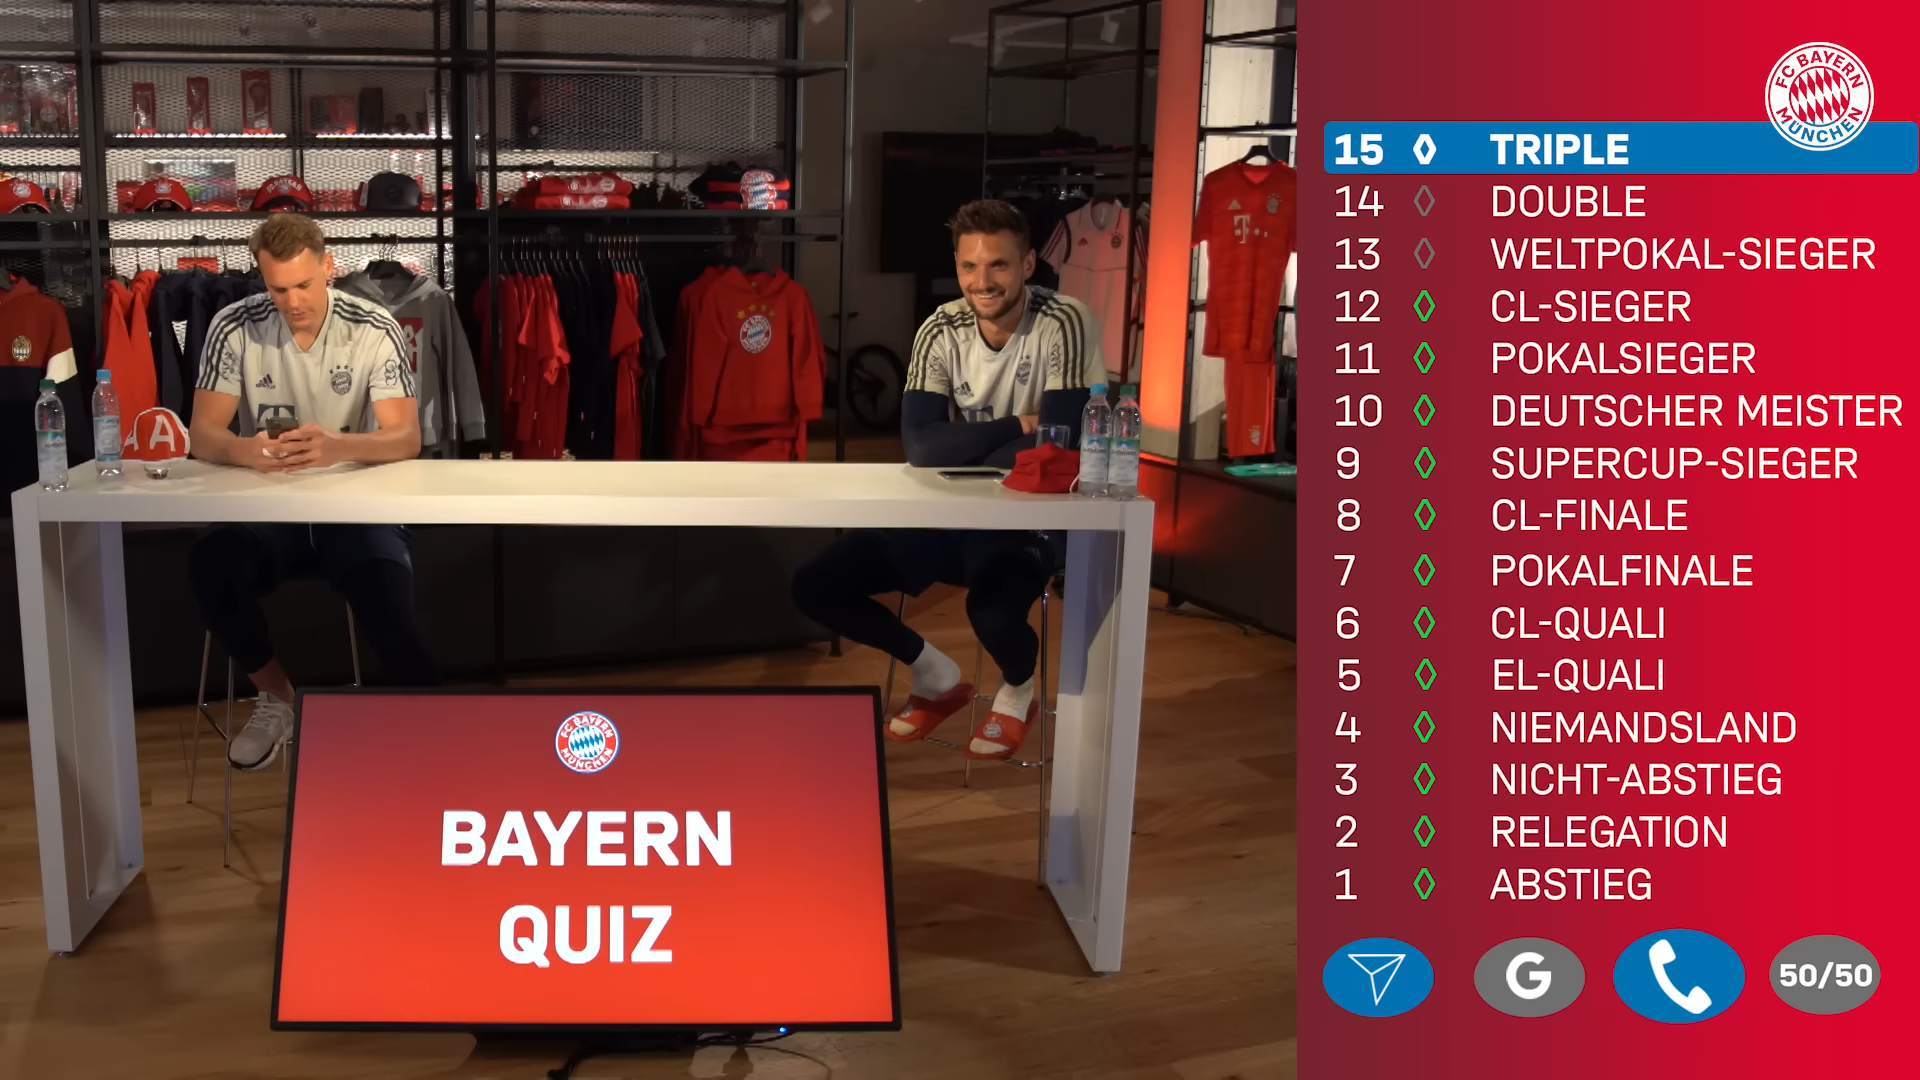 FC BAYERN
MÜNCHEN
15 TRIPLE
14 DOUBLE
13 WELTPOKAL-SIEGER
12 CL-SIEGER
11 POKALSIEGER
10 DEUTSCHER MEISTER
9 SUPERCUP-SIEGER
8 CL-FINALE
7 POKALFINALE
6 CL-QUALI
5 EL-QUALI
4 NIEMANDSLAND
3 NICHT-ABSTIEG
2 RELEGATION
1 ABSTIEG
G
50/50
FC BAYERN
MÜNCHEN
BAYERN
QUIZ
A A
T